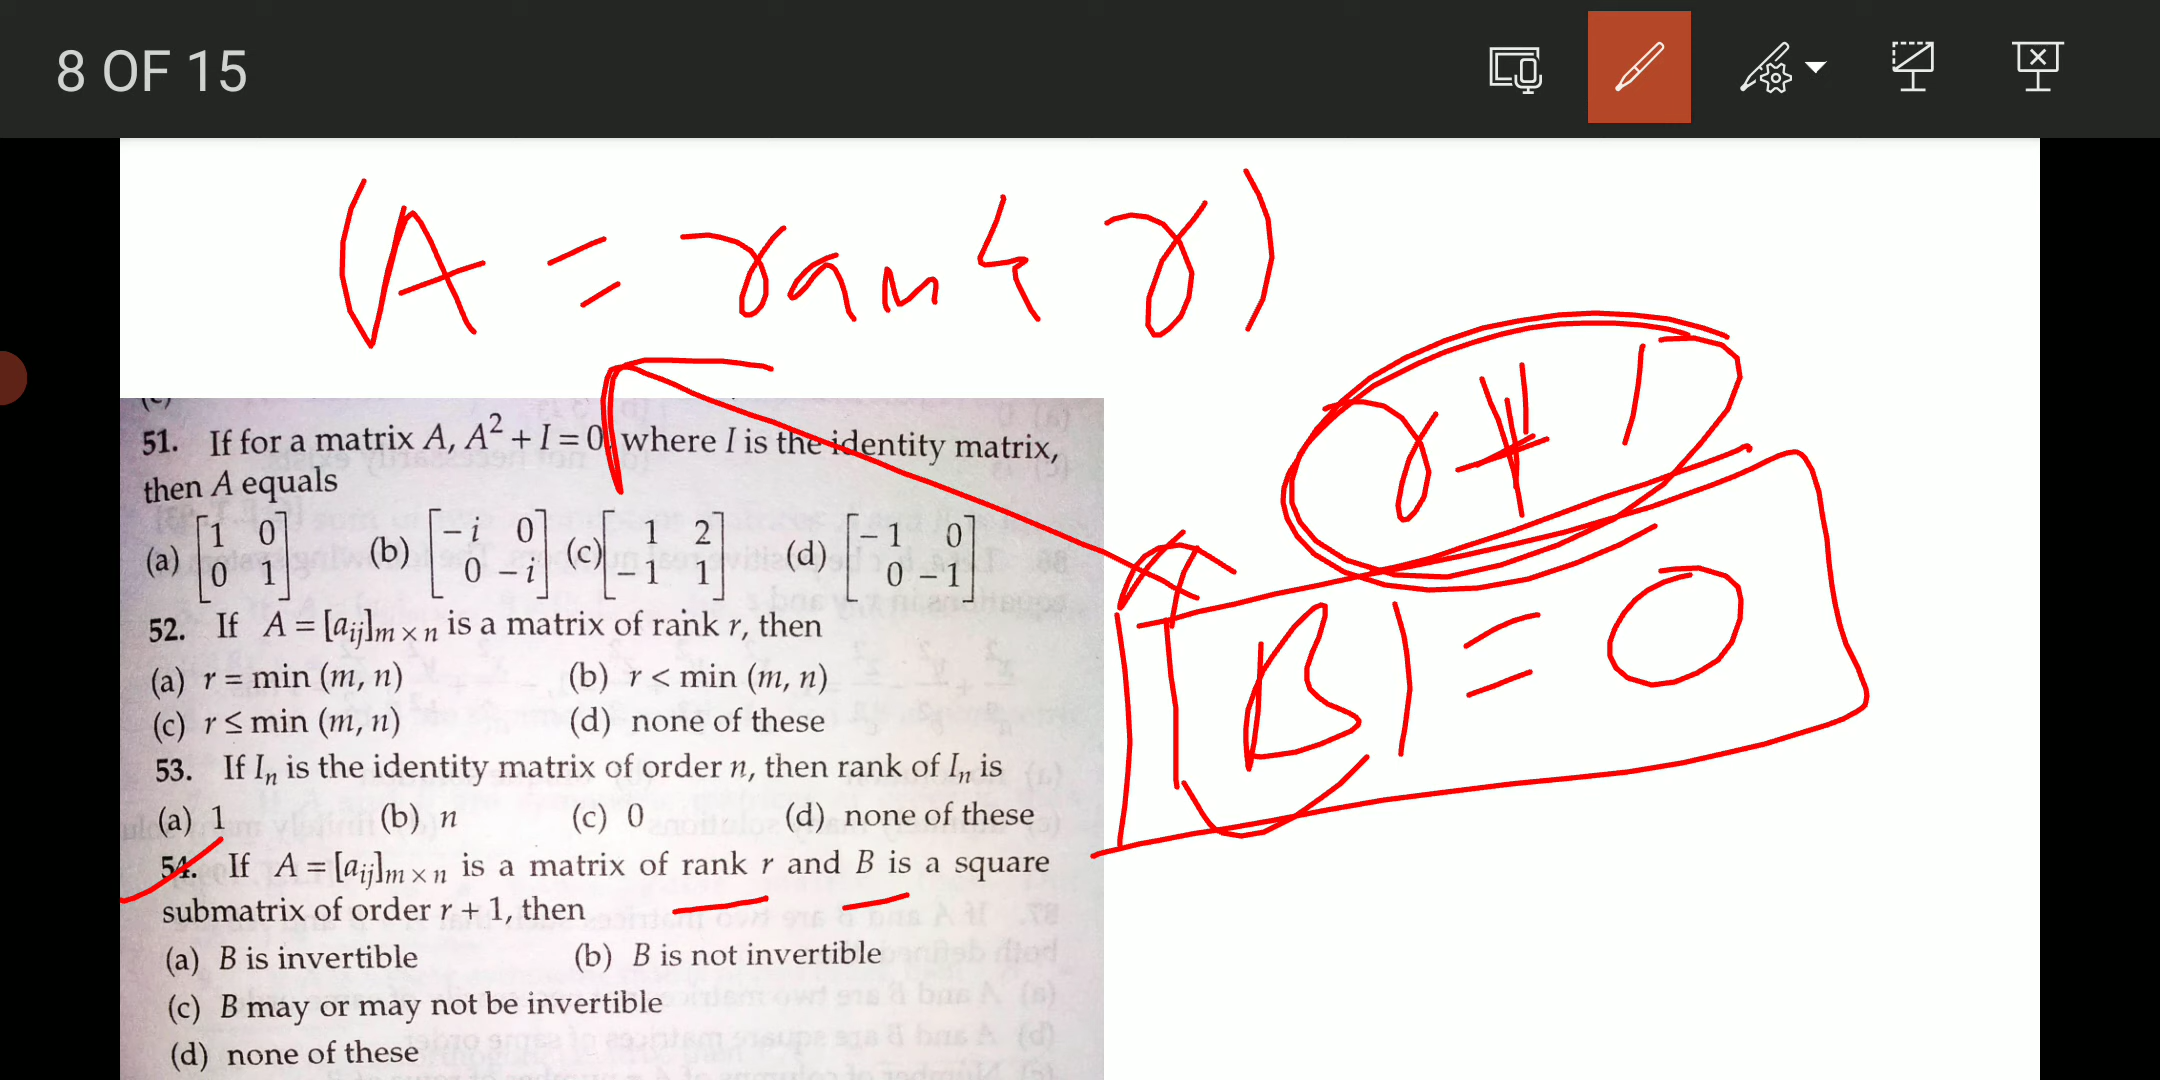 8 OF 15
(A = rank r)
r + 1
|B| = 0
51. If for a matrix A, A² + I = 0, where I is the identity matrix,
then A equals
(a) [1 0 0 1] (b) [− i 0 0 − i] (c) [1 2 − 1 1] (d) [− 1 0 0 − 1]
52. If A = [aᵢⱼ]ₘ × ₙ is a matrix of rank r, then
(a) r = min (m, n) (b) r < min (m, n)
(c) r ≤ min (m, n) (d) none of these
53. If Iₙ is the identity matrix of order n, then rank of Iₙ is
(a) 1 (b) n (c) 0 (d) none of these
54. If A = [aᵢⱼ]ₘ × ₙ is a matrix of rank r and B is a square
submatrix of order r + 1, then
(a) B is invertible (b) B is not invertible
(c) B may or may not be invertible
(d) none of these